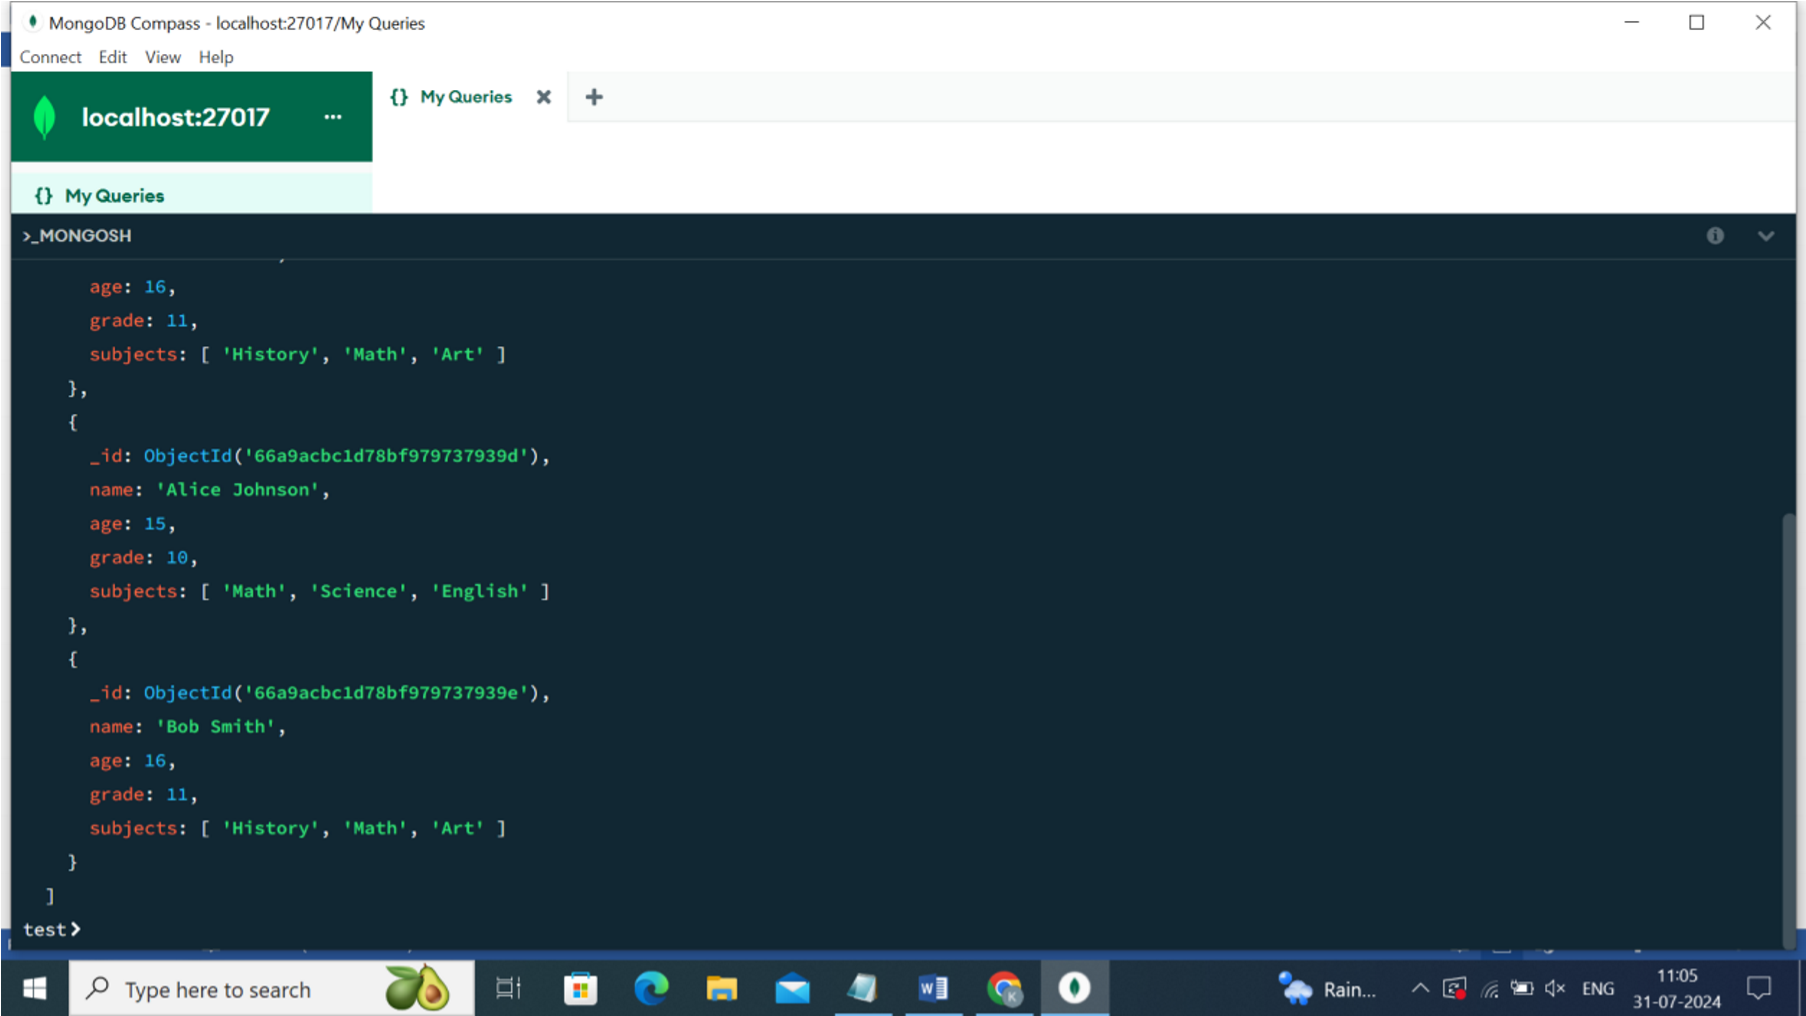 MongoDB Compass - localhost:27017/My Queries
Connect Edit View Help
localhost:27017 ...
{} My Queries
{} My Queries
>_MONGOSH
age: 16,
grade: 11,
subjects: [ 'History', 'Math', 'Art' ]
},
{
_id: ObjectId('66a9acbc1d78bf979737939d'),
name: 'Alice Johnson',
age: 15,
grade: 10,
subjects: [ 'Math', 'Science', 'English' ]
},
{
_id: ObjectId('66a9acbc1d78bf979737939e'),
name: 'Bob Smith',
age: 16,
grade: 11,
subjects: [ 'History', 'Math', 'Art' ]
}
]
test>
Type here to search
Rain...
ENG
11:05
31-07-2024